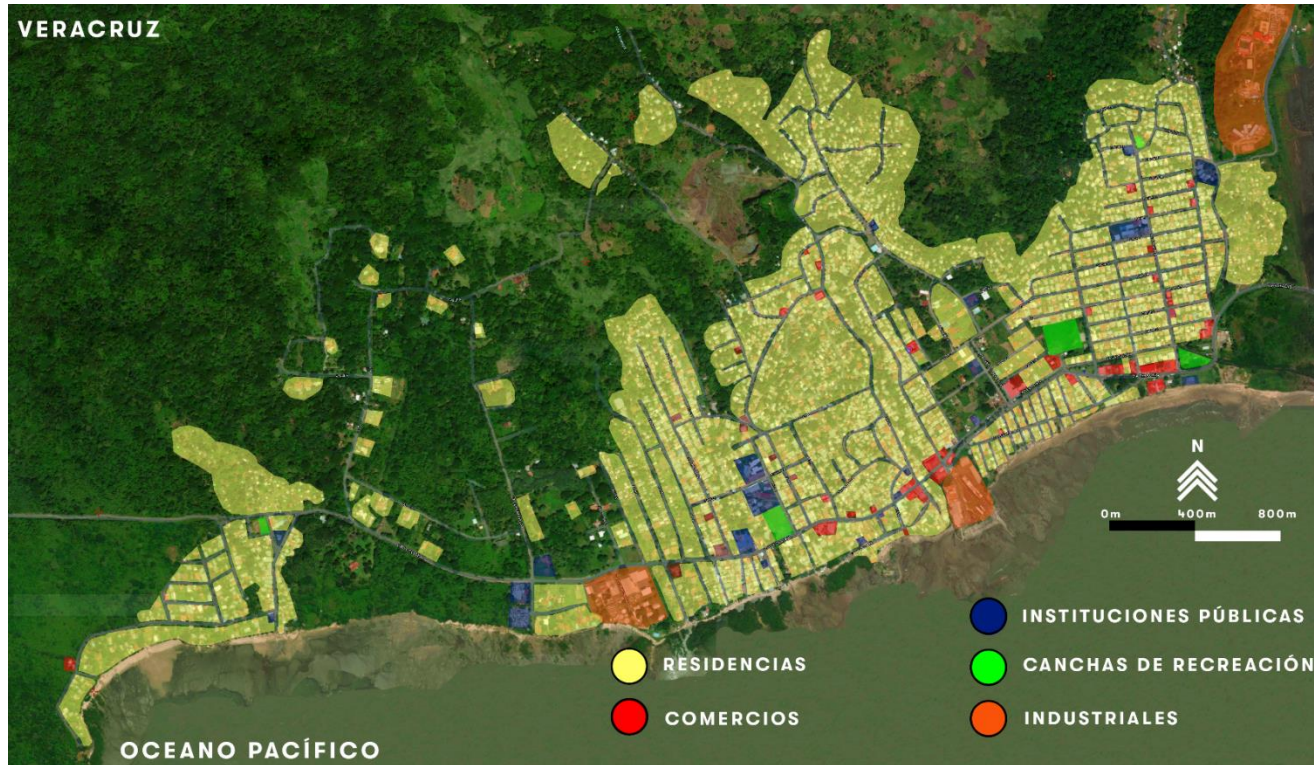 VERACRUZ
N
0m 400m 800m
INSTITUCIONES PÚBLICAS
RESIDENCIAS
CANCHAS DE RECREACIÓN
COMERCIOS
INDUSTRIALES
OCEANO PACÍFICO